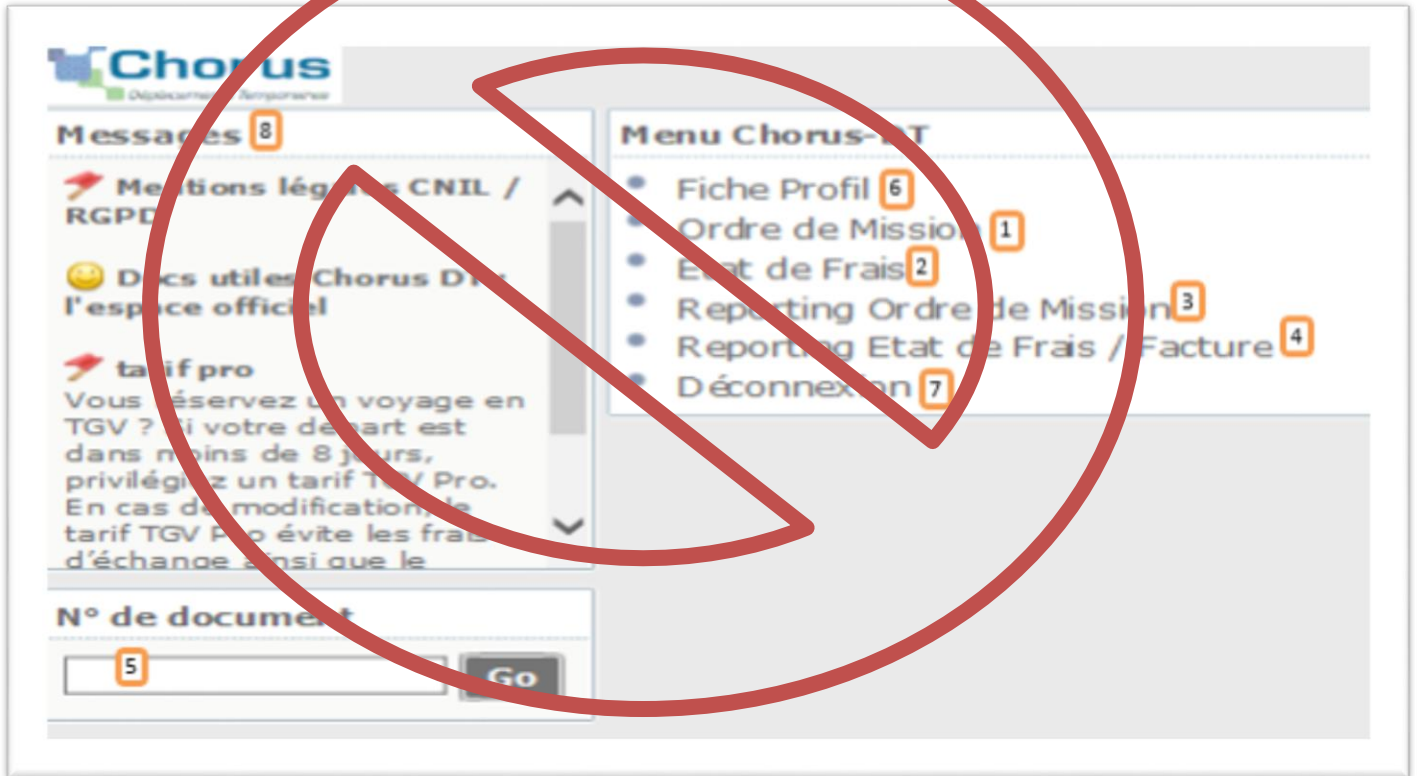 Chorus
Déplacements Temporaires
Messages 8
Mentions légales CNIL /
RGPD
Docs utiles Chorus DT :
l'espace officiel
tarif pro
Vous réservez un voyage en
TGV ? Si votre départ est
dans moins de 8 jours,
privilégiez un tarif TGV Pro.
En cas de modification, le
tarif TGV Pro évite les frais
d'échange ainsi que le
N° de document
5 Go
Menu Chorus-DT
Fiche Profil 6
Ordre de Mission 1
Etat de Frais 2
Reporting Ordre de Mission 3
Reporting Etat de Frais / Facture 4
Déconnexion 7